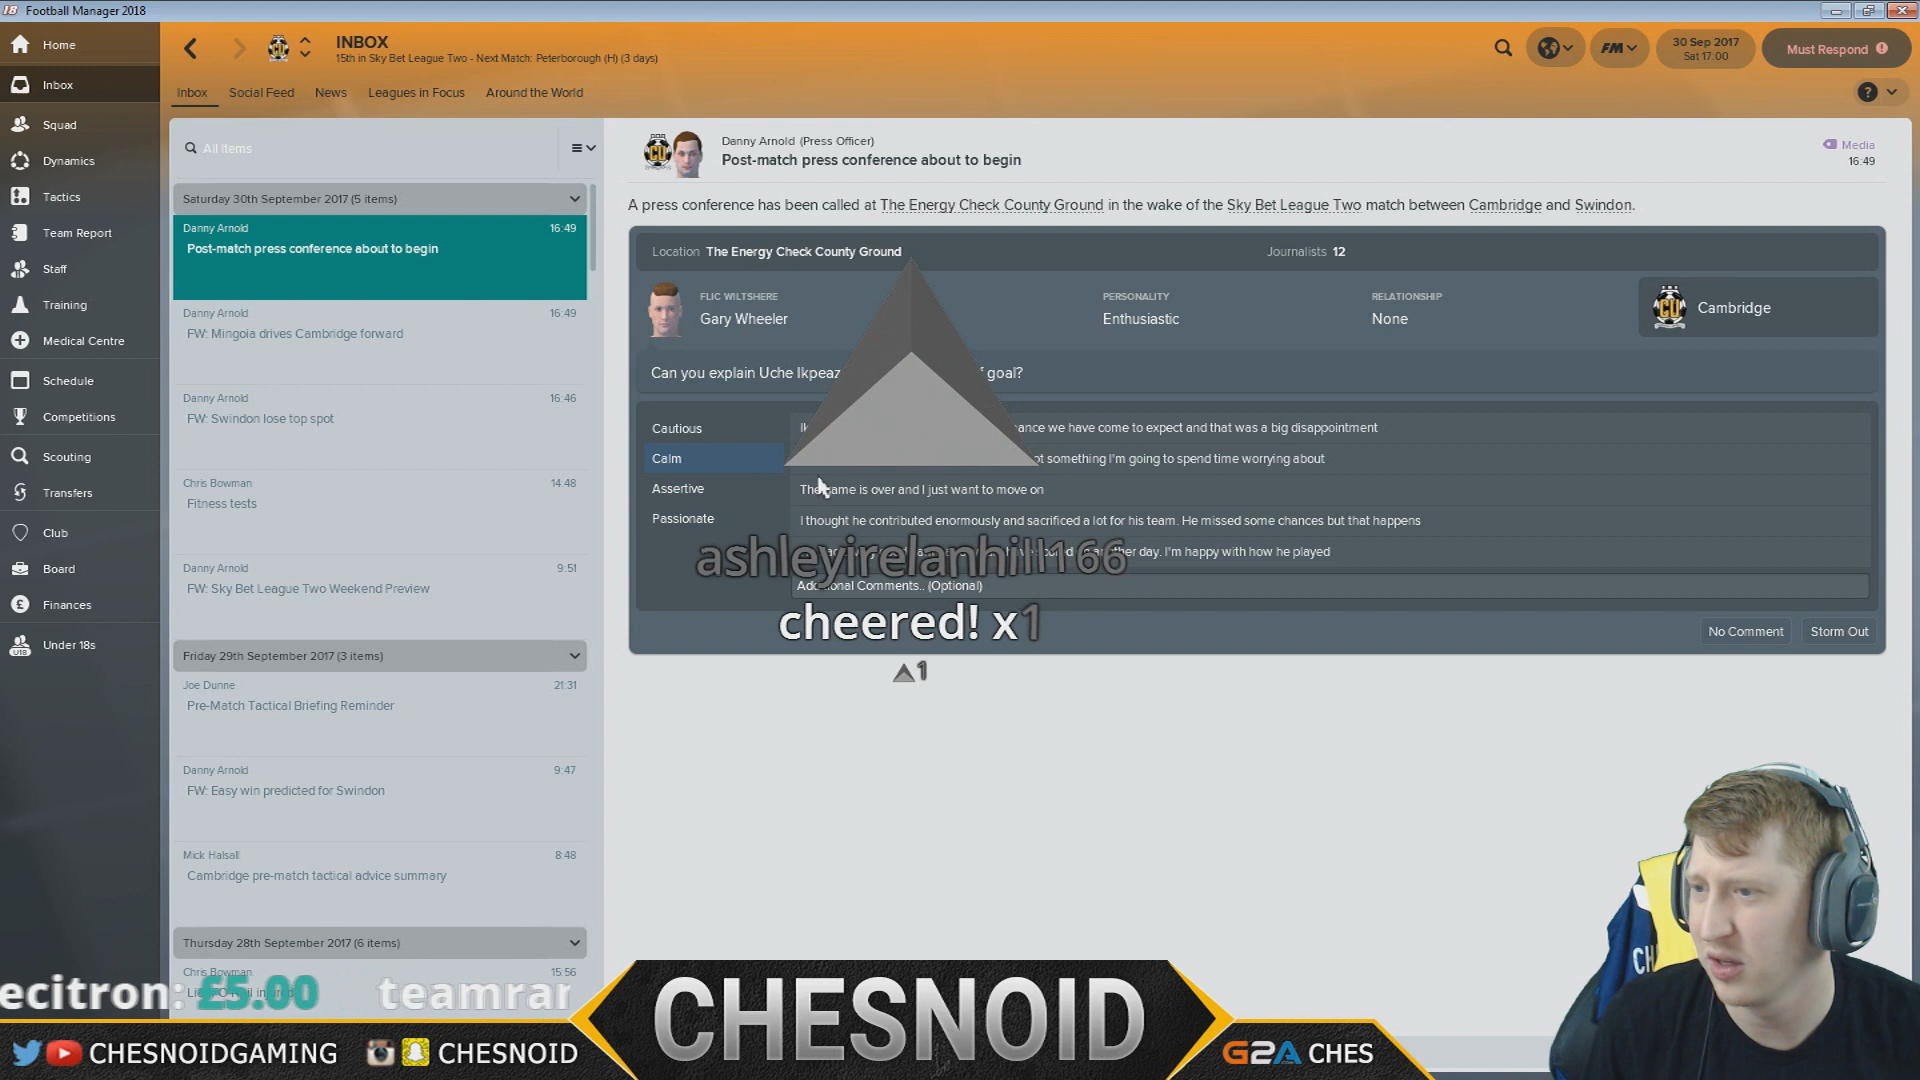 Football Manager 2018
Home
Inbox
Squad
Dynamics
Tactics
Team Report
Staff
Training
Medical Centre
Schedule
Competitions
Scouting
Transfers
Club
Board
Finances
Under 18s
INBOX
15th in Sky Bet League Two - Next Match: Peterborough (H) (3 days)
FM
30 Sep 2017
Sat 17:00
Must Respond
Inbox
Social Feed
News
Leagues in Focus
Around the World
All Items
Saturday 30th September 2017 (5 items)
Danny Arnold 16:49
Post-match press conference about to begin
Danny Arnold 16:49
FW: Mingoia drives Cambridge forward
Danny Arnold 16:46
FW: Swindon lose top spot
Chris Bowman 14:48
Fitness tests
Danny Arnold 9:51
FW: Sky Bet League Two Weekend Preview
Friday 29th September 2017 (3 items)
Joe Dunne 21:31
Pre-Match Tactical Briefing Reminder
Danny Arnold 9:47
FW: Easy win predicted for Swindon
Mick Halsall 8:48
Cambridge pre-match tactical advice summary
Thursday 28th September 2017 (6 items)
Chris Bowman 15:56
Danny Arnold (Press Officer)
Post-match press conference about to begin
Media
16:49
A press conference has been called at The Energy Check County Ground in the wake of the Sky Bet League Two match between Cambridge and Swindon.
Location The Energy Check County Ground
Journalists 12
FLIC WILTSHERE
Gary Wheeler
PERSONALITY
Enthusiastic
RELATIONSHIP
None
Cambridge
Can you explain Uche Ikpeaz goal?
Cautious
Calm
Assertive
Passionate
we have come to expect and that was a big disappointment
something I'm going to spend time worrying about
The game is over and I just want to move on
I thought he contributed enormously and sacrificed a lot for his team. He missed some chances but that happens
day. I'm happy with how he played
Additional Comments.. (Optional)
No Comment
Storm Out
ashleyirelanhill166
cheered! x1
1
ecitron: £5.00 teamrar
CHESNOIDGAMING
CHESNOID
CHESNOID
G2A CHES
CH